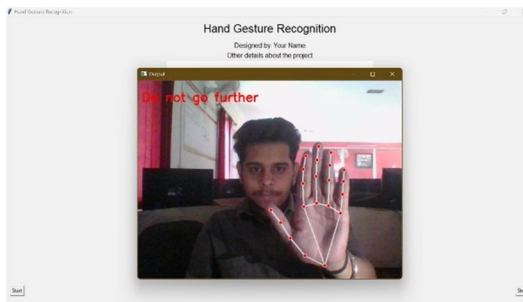 Hand Gesture Recognition
Hand Gesture Recognition
Designed by: Your Name
Other details about the project
Output
Do not go further
Start